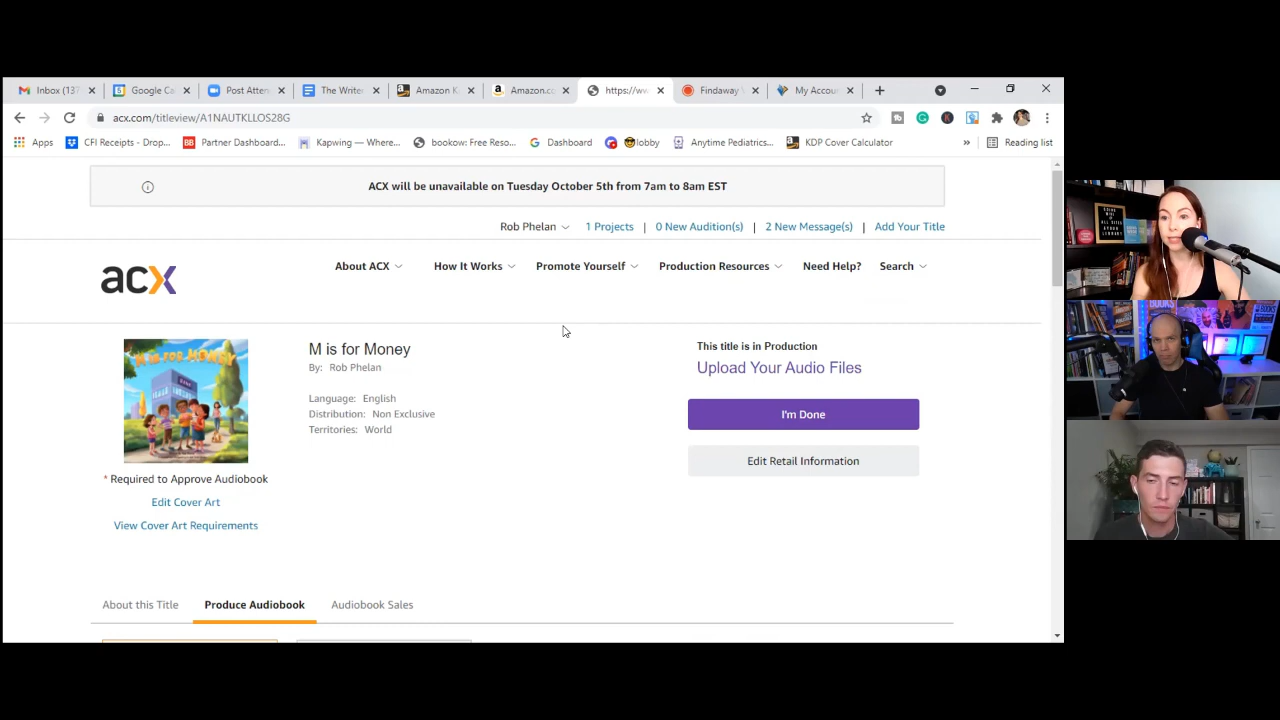 Inbox (137
Google Ca
Post Atten
The Writer
Amazon K
Amazon.co
https://ww
Findaway
My Accou
acx.com/titleview/A1NAUTKLLOS28G
Apps
CFI Receipts - Drop...
Partner Dashboard...
Kapwing — Where...
bookow: Free Reso...
Dashboard
lobby
Anytime Pediatrics...
KDP Cover Calculator
»
Reading list
ACX will be unavailable on Tuesday October 5th from 7am to 8am EST
Rob Phelan
1 Projects | 0 New Audition(s) | 2 New Message(s) | Add Your Title
acx
About ACX
How It Works
Promote Yourself
Production Resources
Need Help?
Search
M IS FOR MONEY
M is for Money
By: Rob Phelan
Language: English
Distribution: Non Exclusive
Territories: World
This title is in Production
Upload Your Audio Files
I'm Done
Edit Retail Information
* Required to Approve Audiobook
Edit Cover Art
View Cover Art Requirements
About this Title
Produce Audiobook
Audiobook Sales
BOOKS